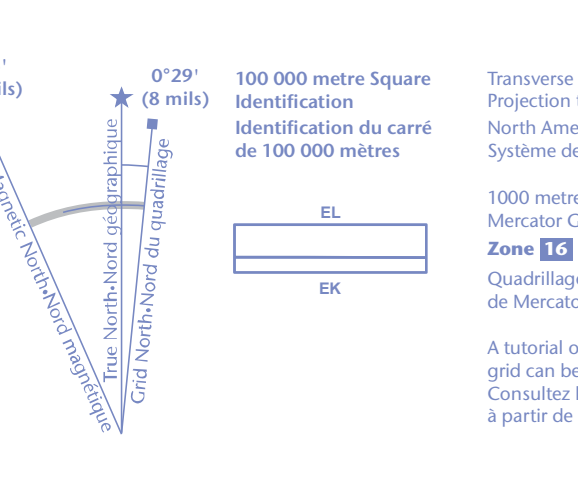 '
ls)
0°29'
(8 mils)
Magnetic North•Nord magnétique
True North•Nord géographique
Grid North•Nord du quadrillage
100 000 metre Square
Identification
Identification du carré
de 100 000 mètres
EL
EK
Transverse
Projection
North Ame
Système de
1000 metre
Mercator G
Zone 16
Quadrillage
de Mercato
A tutorial o
grid can be
Consultez l
à partir de